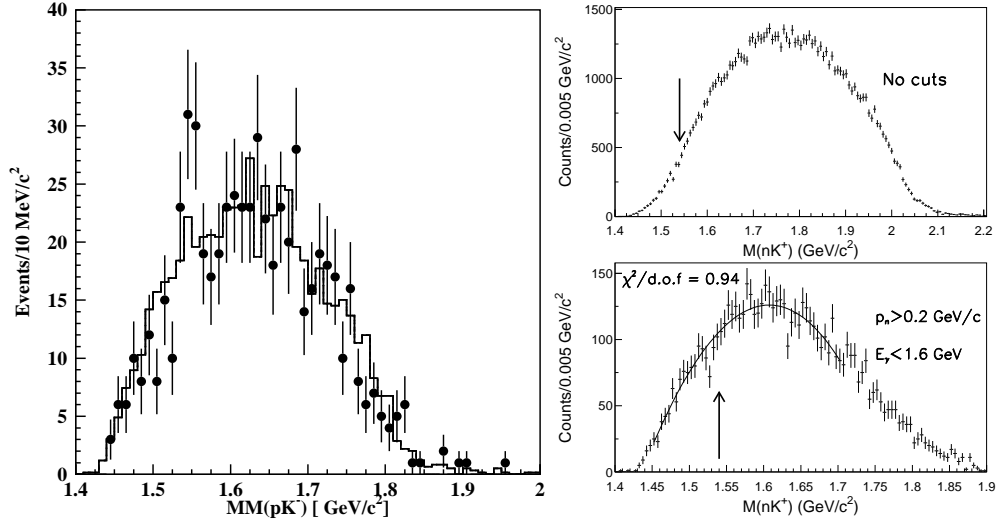 40
35
30
25
20
15
10
5
0
Events/10 MeV/c²
1.4 1.5 1.6 1.7 1.8 1.9 2
MM(pK⁻) [ GeV/c²]
1500
1000
500
0
Counts/0.005 GeV/c²
No cuts
1.4 1.5 1.6 1.7 1.8 1.9 2 2.1 2.2
M(nK⁺) (GeV/c²)
150
100
50
0
Counts/0.005 GeV/c²
χ²/d.o.f = 0.94
pₙ>0.2 GeV/c
Eᵧ<1.6 GeV
1.4 1.45 1.5 1.55 1.6 1.65 1.7 1.75 1.8 1.85 1.9
M(nK⁺) (GeV/c²)